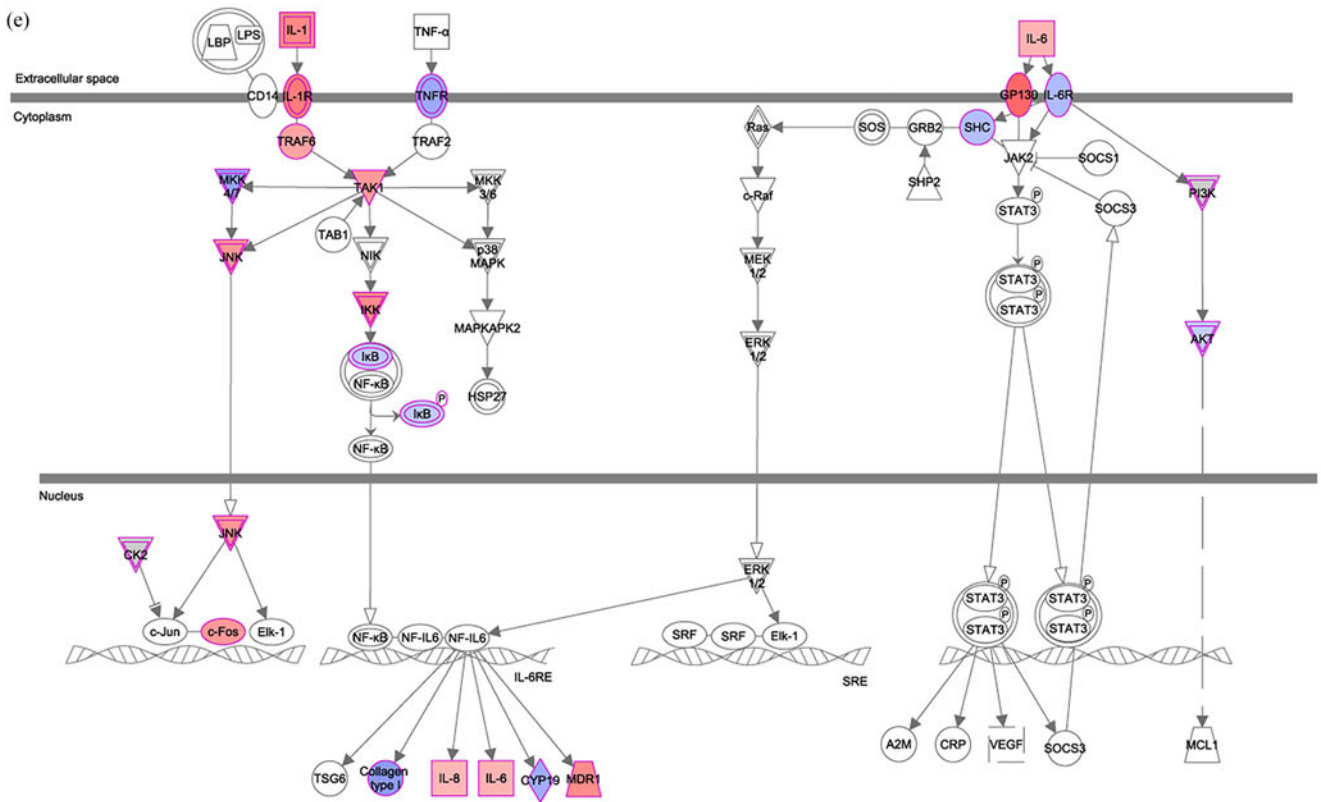 (e)
LBP
LPS
IL-1
TNF-α
IL-6
Extracellular space
CD14
IL-1R
TNFR
GP130
IL-6R
Cytoplasm
TRAF6
TRAF2
Ras
SOS
GRB2
SHC
JAK2
SOCS1
MKK
4/7
TAK1
MKK
3/6
c-Raf
SHP2
PI3K
TAB1
STAT3
P
SOCS3
JNK
NIK
p38
MAPK
MEK
1/2
STAT3
P
STAT3
P
IKK
MAPKAPK2
ERK
1/2
AKT
IκB
NF-κB
HSP27
IκB
P
NF-κB
Nucleus
CK2
JNK
ERK
1/2
STAT3
P
STAT3
P
STAT3
P
STAT3
P
c-Jun
c-Fos
Elk-1
NF-κB
NF-IL6
NF-IL6
SRF
SRF
Elk-1
IL-6RE
SRE
A2M
CRP
VEGF
SOCS3
MCL1
TSG6
Collagen
type I
IL-8
IL-6
CYP19
MDR1